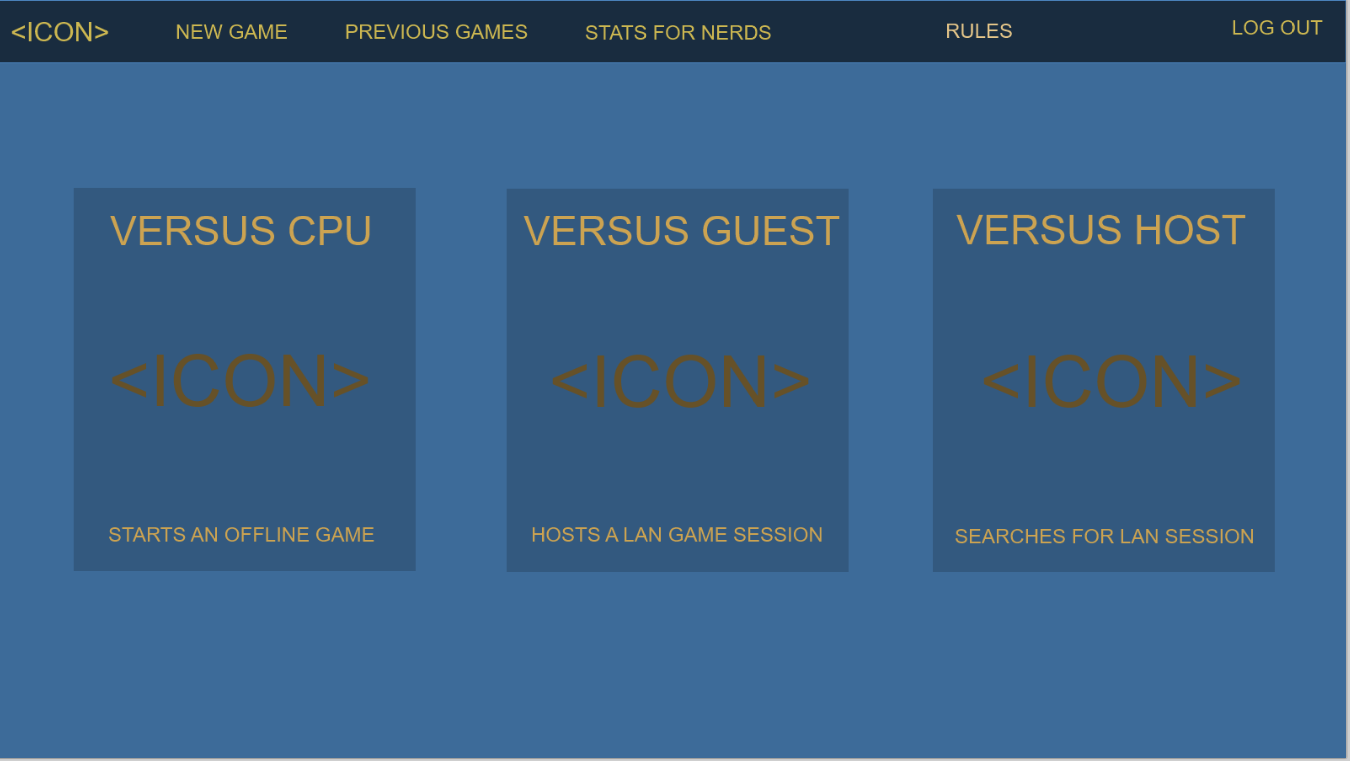 <ICON> NEW GAME PREVIOUS GAMES STATS FOR NERDS RULES LOG OUT
VERSUS CPU
<ICON>
STARTS AN OFFLINE GAME
VERSUS GUEST
<ICON>
HOSTS A LAN GAME SESSION
VERSUS HOST
<ICON>
SEARCHES FOR LAN SESSION